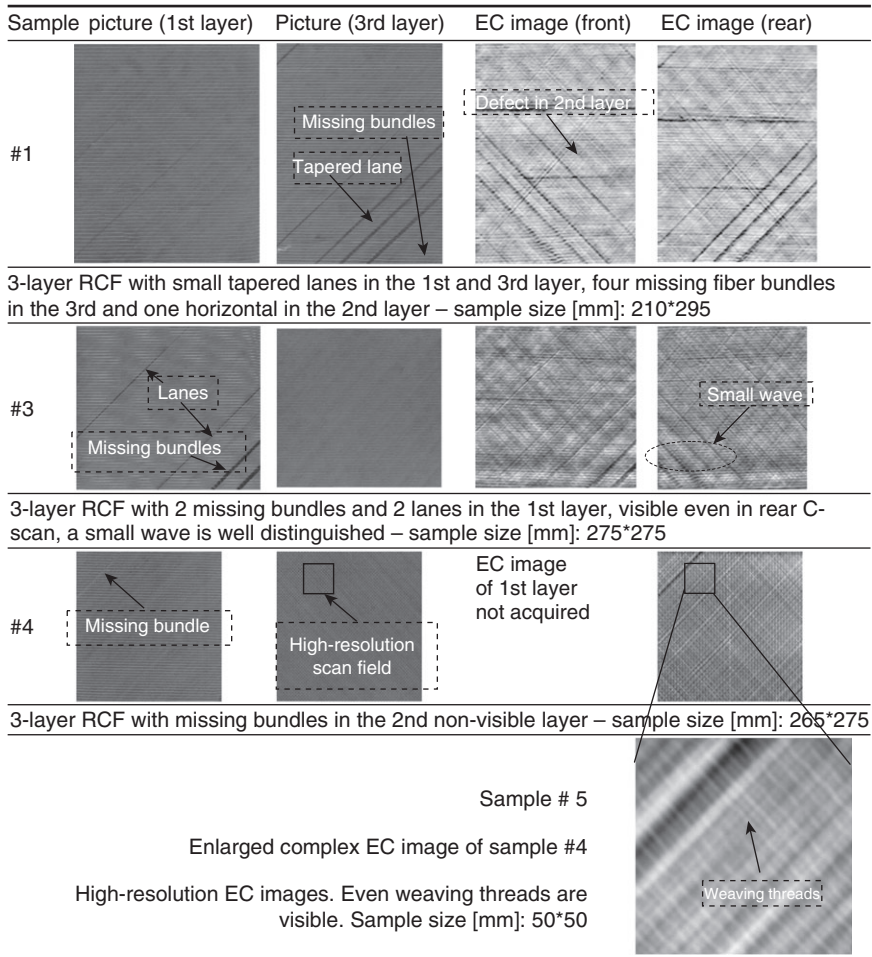 Sample picture (1st layer) Picture (3rd layer) EC image (front) EC image (rear)
#1
Missing bundles
Tapered lane
Defect in 2nd layer
3-layer RCF with small tapered lanes in the 1st and 3rd layer, four missing fiber bundles
in the 3rd and one horizontal in the 2nd layer – sample size [mm]: 210*295
#3
Lanes
Missing bundles
Small wave
3-layer RCF with 2 missing bundles and 2 lanes in the 1st layer, visible even in rear C-
scan, a small wave is well distinguished – sample size [mm]: 275*275
#4
Missing bundle
High-resolution
scan field
EC image
of 1st layer
not acquired
3-layer RCF with missing bundles in the 2nd non-visible layer – sample size [mm]: 265*275
Sample # 5
Enlarged complex EC image of sample #4
High-resolution EC images. Even weaving threads are
visible. Sample size [mm]: 50*50
Weaving threads